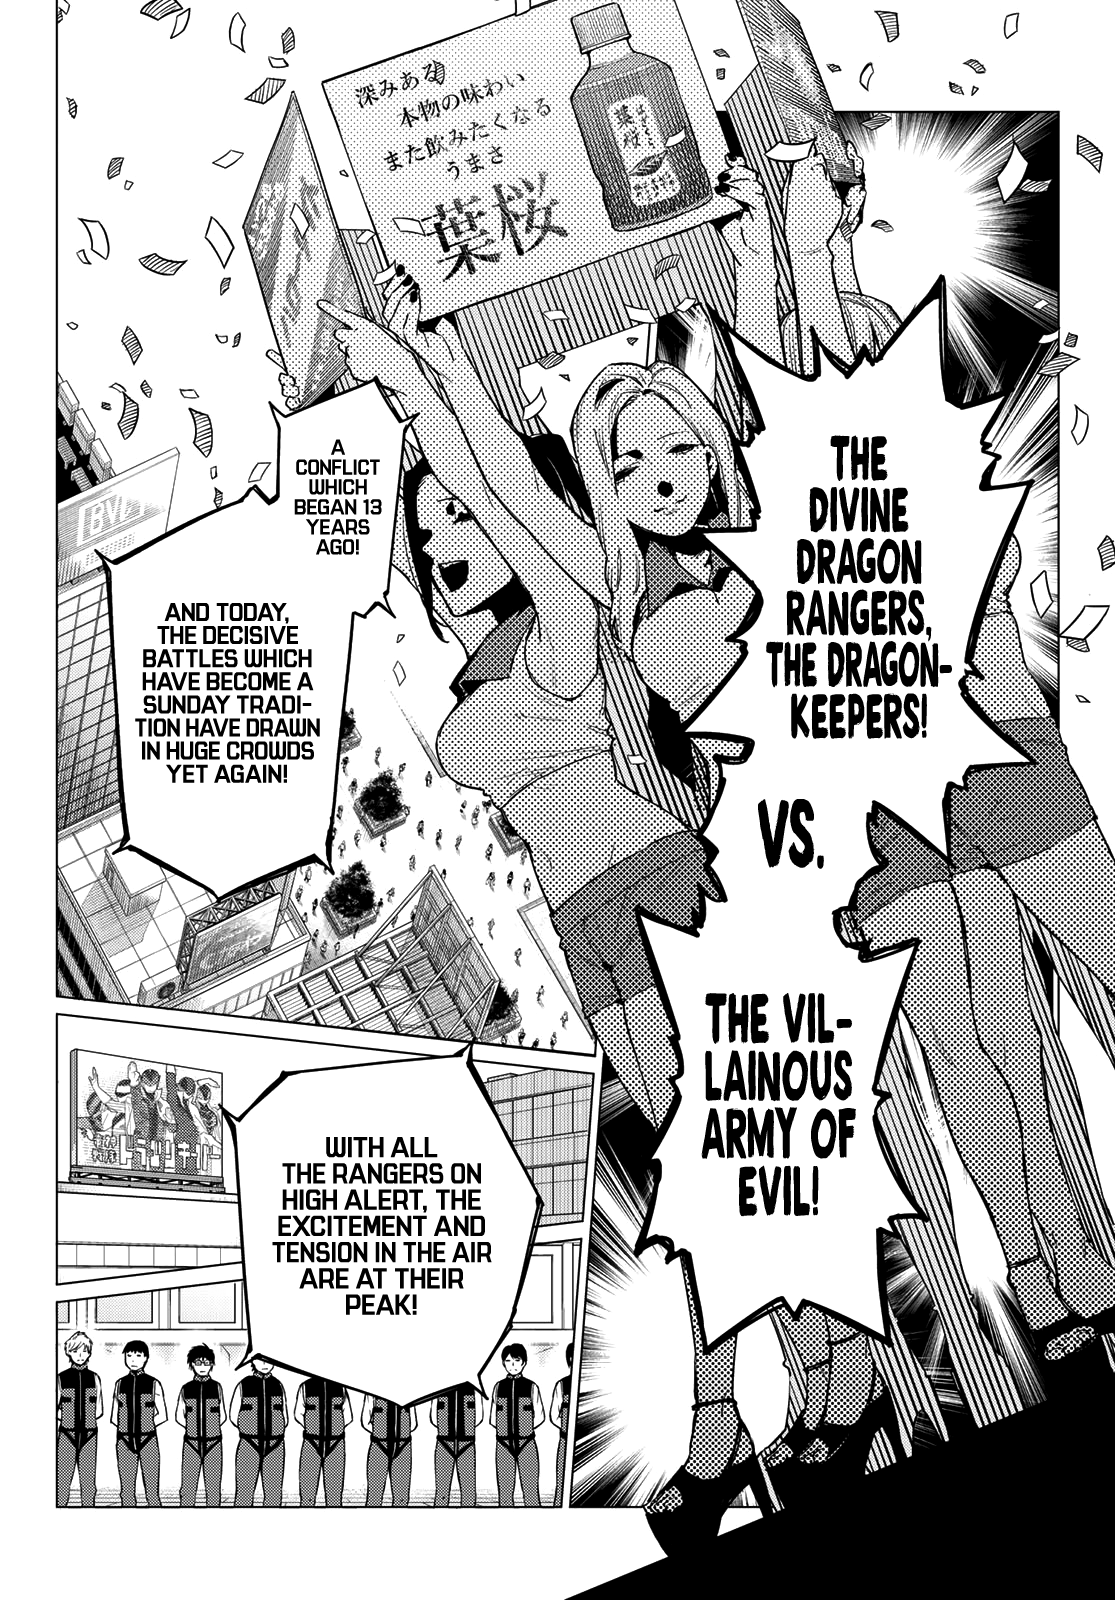 深みある
本物の味わい
また飲みたくなる
うまさ
葉桜
THE
DIVINE
DRAGON
RANGERS,
THE DRAGON-
KEEPERS!
VS.
THE VIL-
LAINOUS
ARMY OF
EVIL!
A
CONFLICT
WHICH
BEGAN 13
YEARS
AGO!
AND TODAY,
THE DECISIVE
BATTLES WHICH
HAVE BECOME A
SUNDAY TRADI-
TION HAVE DRAWN
IN HUGE CROWDS
YET AGAIN!
WITH ALL
THE RANGERS ON
HIGH ALERT, THE
EXCITEMENT AND
TENSION IN THE AIR
ARE AT THEIR
PEAK!